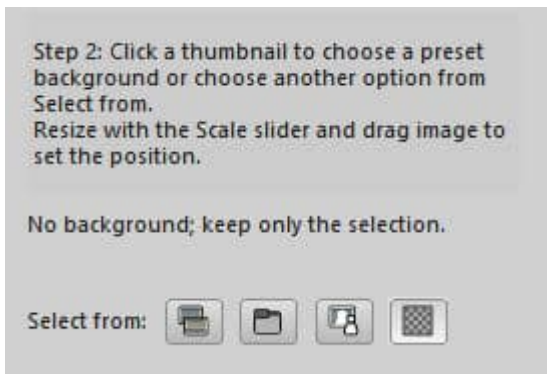 Step 2: Click a thumbnail to choose a preset
background or choose another option from
Select from.
Resize with the Scale slider and drag image to
set the position.
No background; keep only the selection.
Select from: